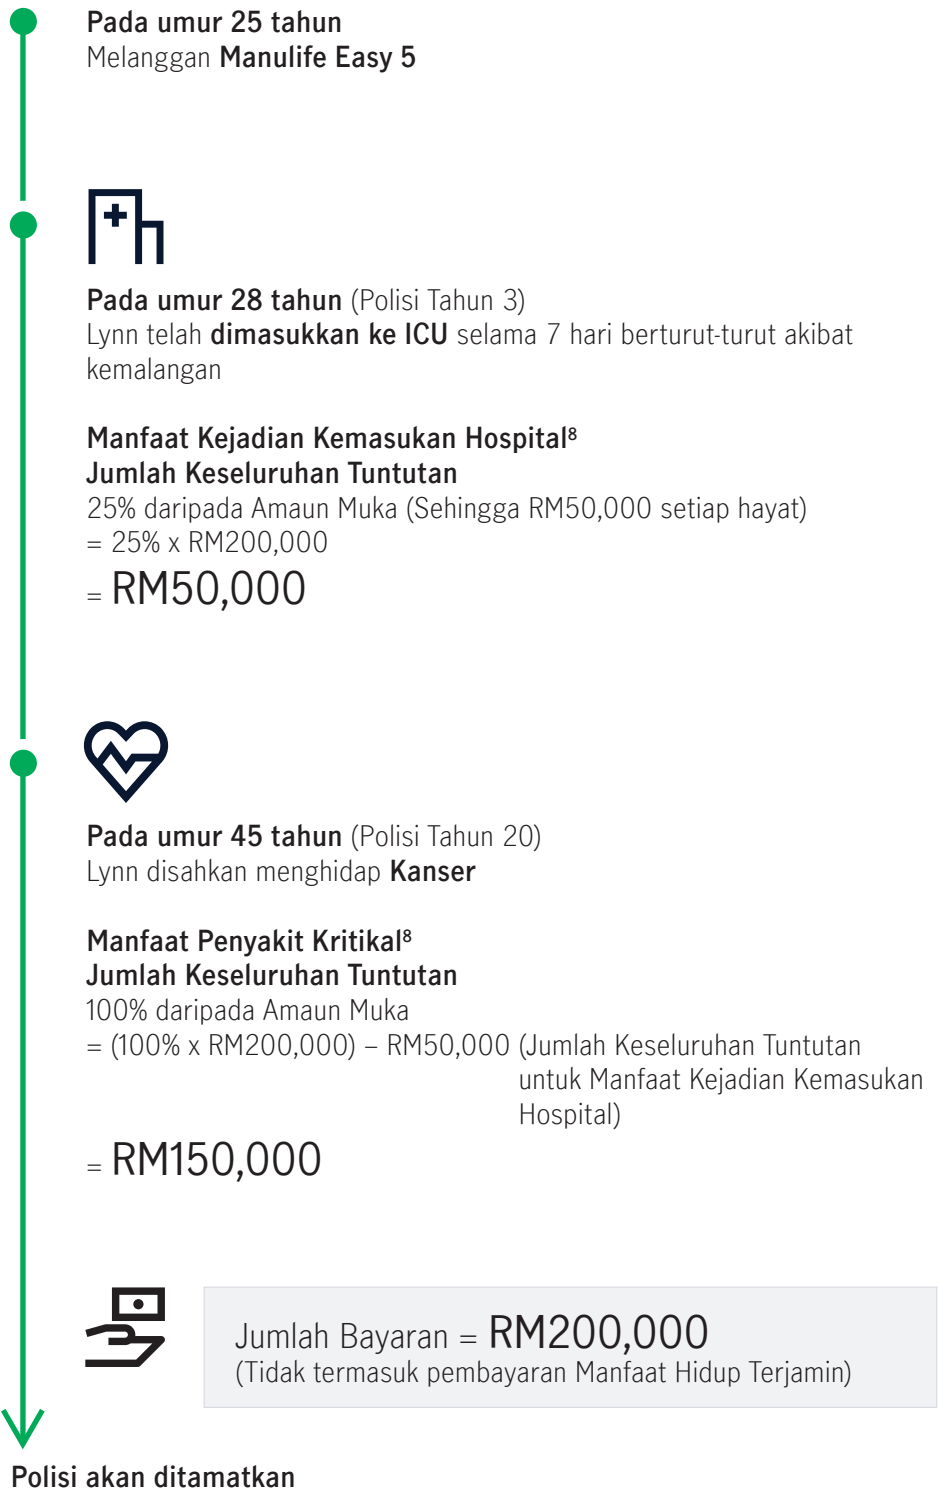 Pada umur 25 tahun
Melanggan Manulife Easy 5
Pada umur 28 tahun (Polisi Tahun 3)
Lynn telah dimasukkan ke ICU selama 7 hari berturut-turut akibat
kemalangan
Manfaat Kejadian Kemasukan Hospital⁸
Jumlah Keseluruhan Tuntutan
25% daripada Amaun Muka (Sehingga RM50,000 setiap hayat)
= 25% x RM200,000
= RM50,000
Pada umur 45 tahun (Polisi Tahun 20)
Lynn disahkan menghidap Kanser
Manfaat Penyakit Kritikal⁸
Jumlah Keseluruhan Tuntutan
100% daripada Amaun Muka
= (100% x RM200,000) – RM50,000 (Jumlah Keseluruhan Tuntutan
untuk Manfaat Kejadian Kemasukan
Hospital)
= RM150,000
Jumlah Bayaran = RM200,000
(Tidak termasuk pembayaran Manfaat Hidup Terjamin)
Polisi akan ditamatkan